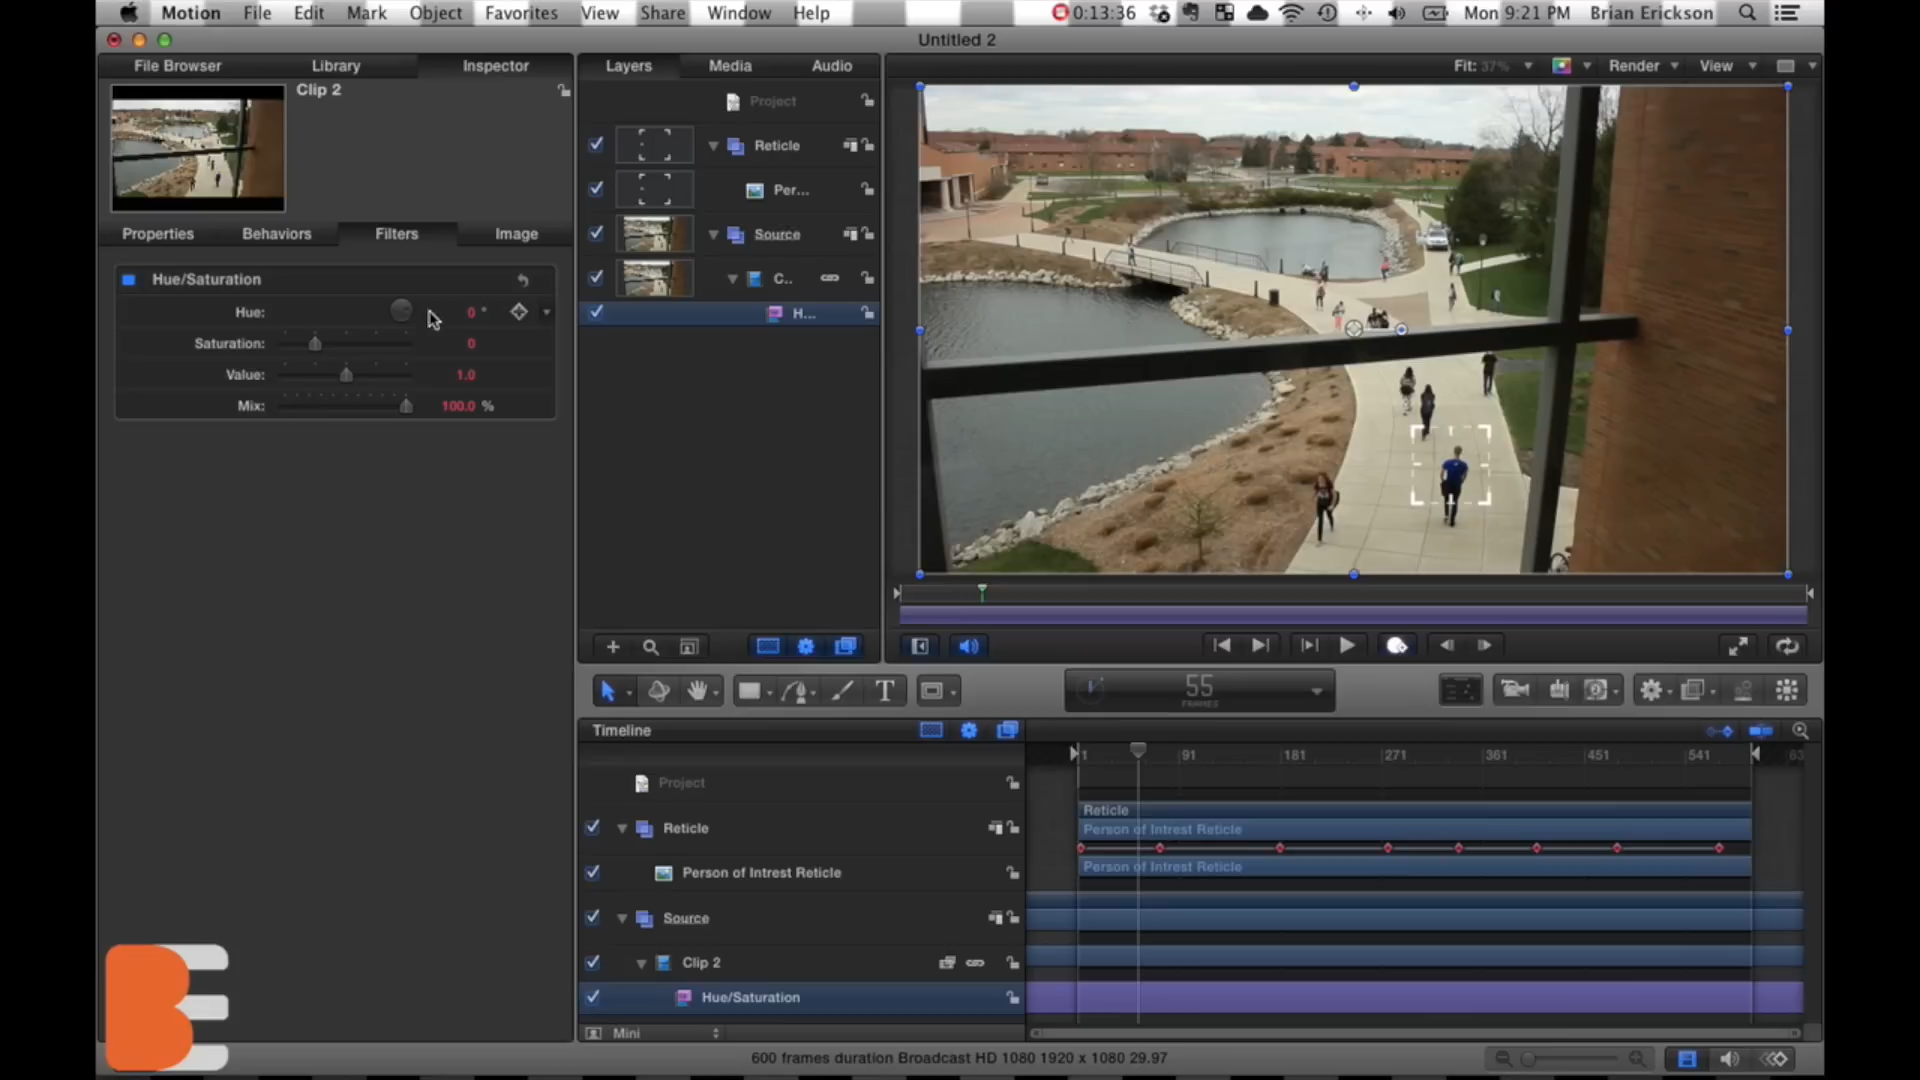 Motion File Edit Mark Object Favorites View Share Window Help 0:13:36 Mon 9:21 PM Brian Erickson
Untitled 2
File Browser Library Inspector
Layers Media Audio
Fit: 37% Render View
Clip 2
Project
Reticle
Per...
Source
C..
H...
Properties Behaviors Filters Image
Hue/Saturation
Hue: 0 °
Saturation: 0
Value: 1.0
Mix: 100.0 %
T
55
FRAMES
Timeline
1 91 181 271 361 451 541 63
Project
Reticle
Reticle
Person of Intrest Reticle
Person of Intrest Reticle
Person of Intrest Reticle
Source
Clip 2
Hue/Saturation
Mini
600 frames duration Broadcast HD 1080 1920 x 1080 29.97
BE